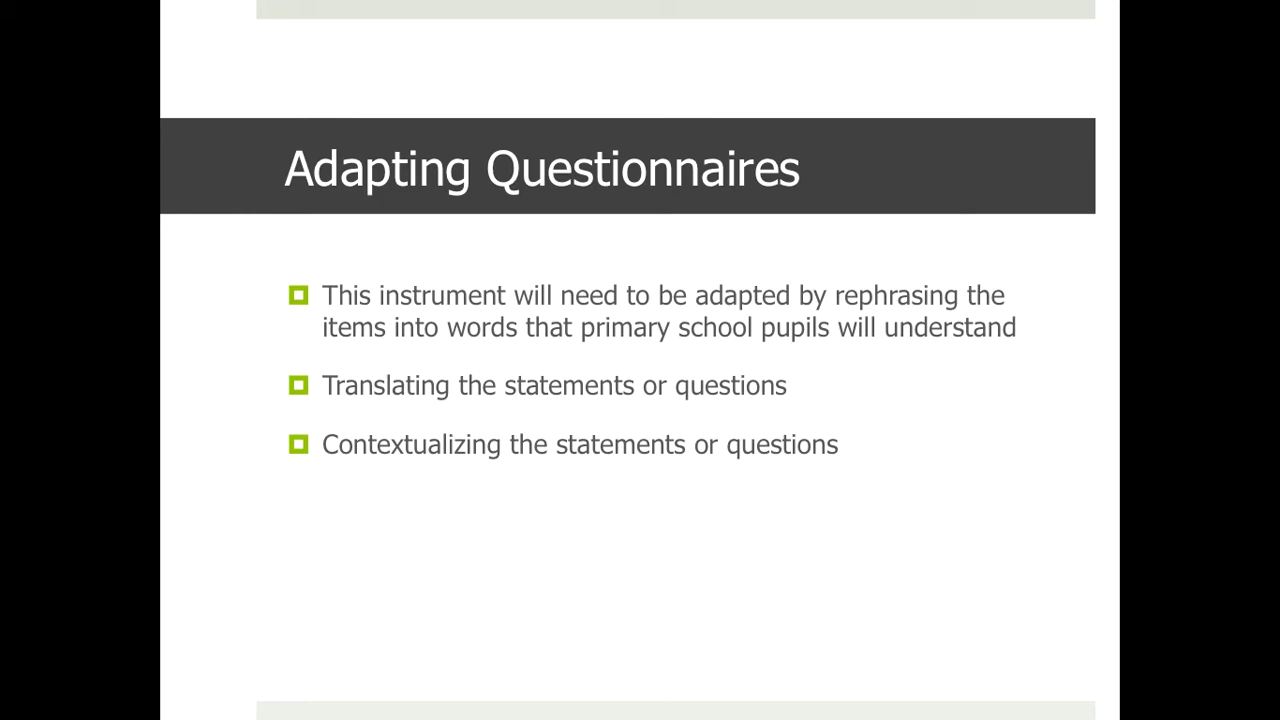 Adapting Questionnaires
This instrument will need to be adapted by rephrasing the
items into words that primary school pupils will understand
Translating the statements or questions
Contextualizing the statements or questions